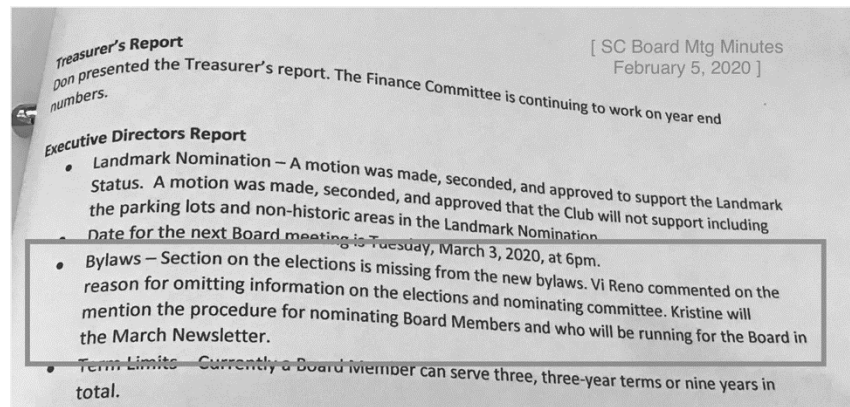 [ SC Board Mtg Minutes
February 5, 2020 ]
Treasurer's Report
Don presented the Treasurer's report. The Finance Committee is continuing to work on year end
numbers.
Executive Directors Report
• Landmark Nomination – A motion was made, seconded, and approved to support the Landmark
Status. A motion was made, seconded, and approved that the Club will not support including
the parking lots and non-historic areas in the Landmark Nomination
• Date for the next Board meeting is Tuesday, March 3, 2020, at 6pm.
• Bylaws – Section on the elections is missing from the new bylaws. Vi Reno commented on the
reason for omitting information on the elections and nominating committee. Kristine will
mention the procedure for nominating Board Members and who will be running for the Board in
the March Newsletter.
• Term Limits – Currently a Board Member can serve three, three-year terms or nine years in
total.